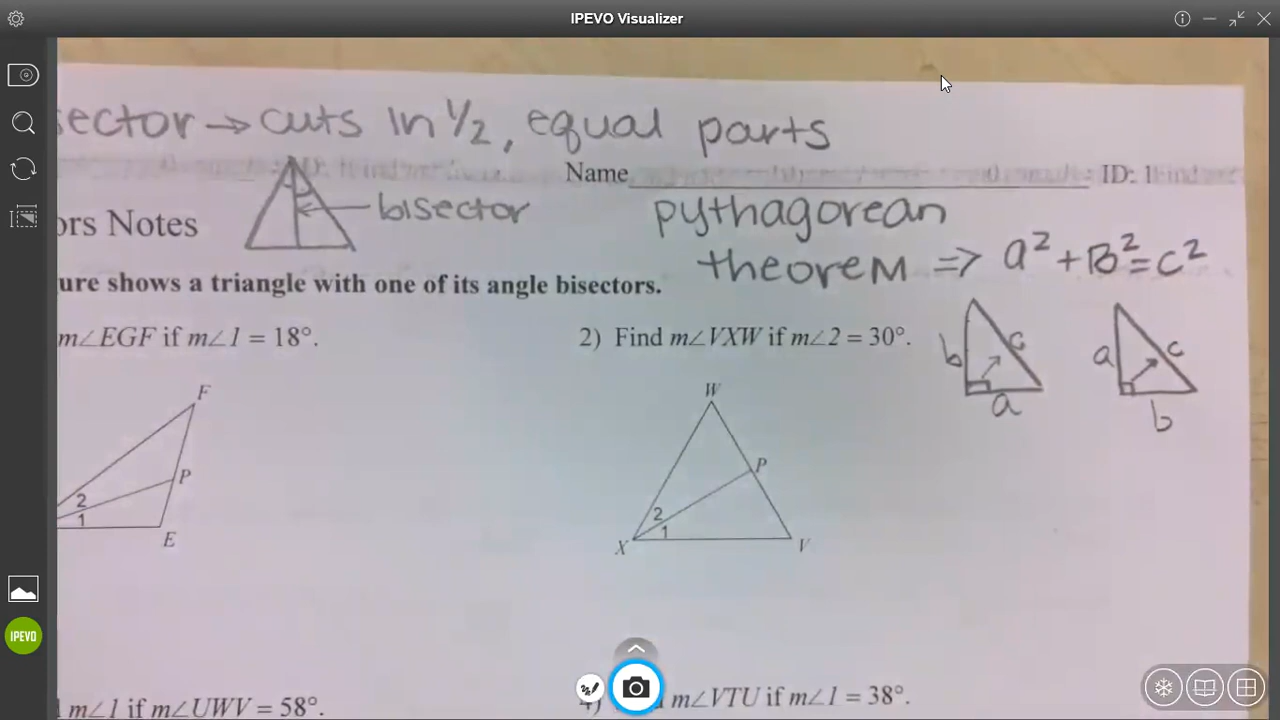 IPEVO Visualizer
sector → cuts in 1/2, equal parts
Name ID: 1
ors Notes
bisector
pythagorean
theorem => a²+B²=c²
ure shows a triangle with one of its angle bisectors.
m∠EGF if m∠1 = 18°.
2) Find m∠VXW if m∠2 = 30°.
b c a
a c b
F
P
2
1
E
W
P
2
1
X V
m∠1 if m∠UWV = 58°.
4) m∠VTU if m∠1 = 38°.
IPEVO